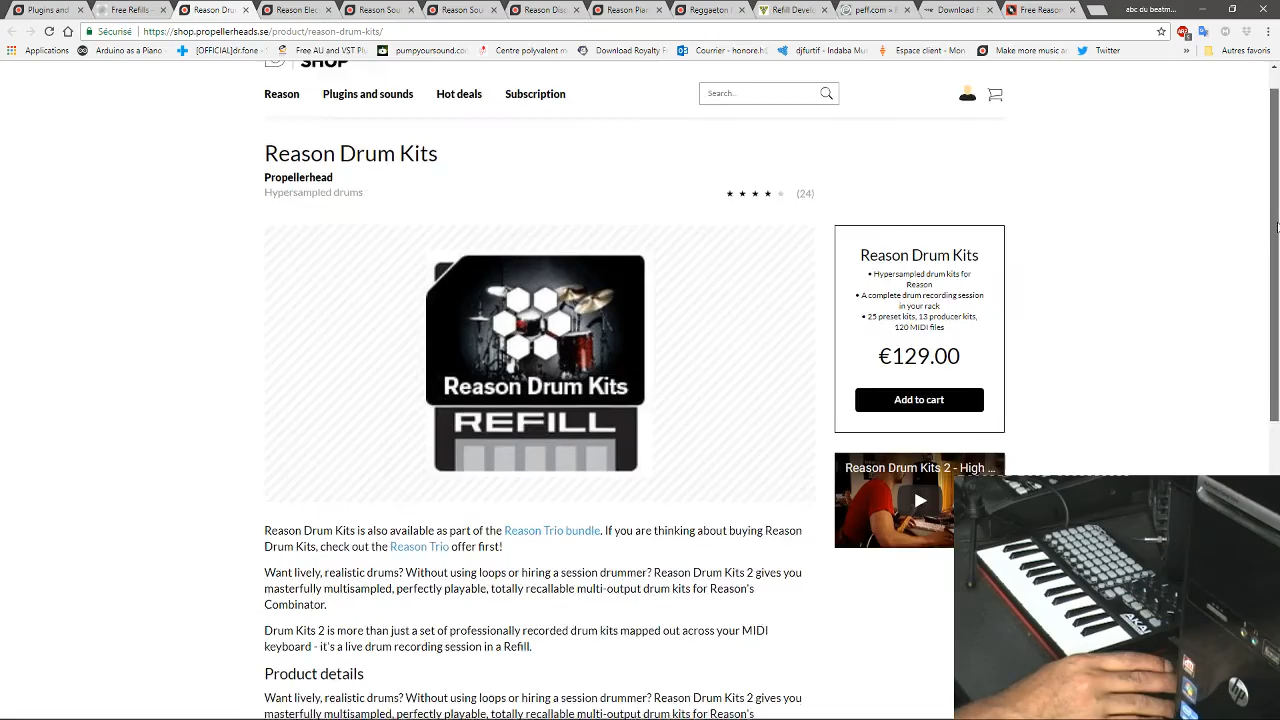 Plugins and
Free Refills
Reason Dru
Reason Elec
Reason Sou
Reason Sou
Reason Disc
Reason Pian
Reggaeton
Refill Develo
peff.com »
Download F
Free Reason
abc du beatm...
Sécurisé
https://shop.propellerheads.se/product/reason-drum-kits/
Applications
Arduino as a Piano
[OFFICIAL]dr.fone
Free AU and VST Plu
pumpyoursound.co
Centre polyvalent m
Download Royalty F
Courrier - honore.h
djfurtif - Indaba Mus
Espace client - Mon
Make more music a
Twitter
»
Autres favoris
SHOP
Reason
Plugins and sounds
Hot deals
Subscription
Search...
Reason Drum Kits
Propellerhead
Hypersampled drums
(24)
Reason Drum Kits
REFILL
Reason Drum Kits
• Hypersampled drum kits for
Reason
• A complete drum recording session
in your rack
• 25 preset kits, 13 producer kits,
120 MIDI files
€129.00
Add to cart
Reason Drum Kits 2 - High ...
Reason Drum Kits is also available as part of the Reason Trio bundle. If you are thinking about buying Reason
Drum Kits, check out the Reason Trio offer first!
Want lively, realistic drums? Without using loops or hiring a session drummer? Reason Drum Kits 2 gives you
masterfully multisampled, perfectly playable, totally recallable multi-output drum kits for Reason's
Combinator.
Drum Kits 2 is more than just a set of professionally recorded drum kits mapped out across your MIDI
keyboard - it's a live drum recording session in a Refill.
Product details
Want lively, realistic drums? Without using loops or hiring a session drummer? Reason Drum Kits 2 gives you
masterfully multisampled, perfectly playable, totally recallable multi-output drum kits for Reason's
AKAI
hp